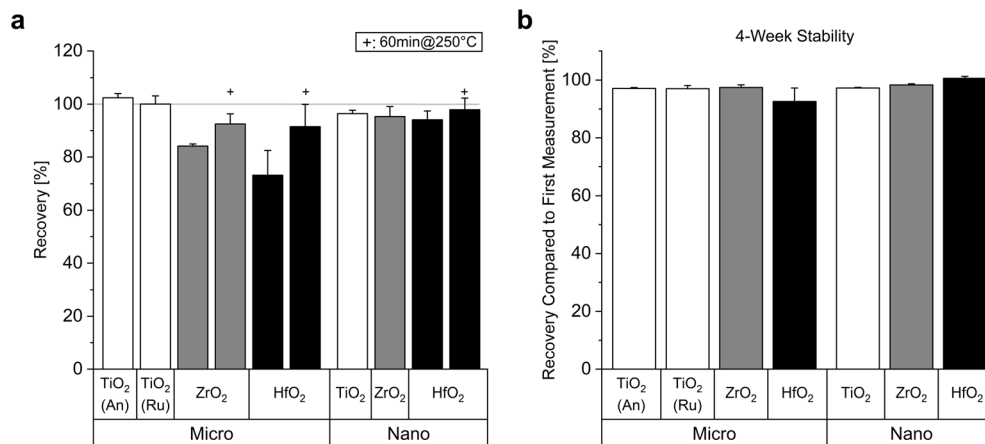 a
+: 60min@250°C
Recovery [%]
120
100
80
60
40
20
0
+
+
+
TiO₂
(An)
TiO₂
(Ru)
ZrO₂
HfO₂
TiO₂
ZrO₂
HfO₂
Micro
Nano
b
4-Week Stability
Recovery Compared to First Measurement [%]
100
80
60
40
20
0
TiO₂
(An)
TiO₂
(Ru)
ZrO₂
HfO₂
TiO₂
ZrO₂
HfO₂
Micro
Nano